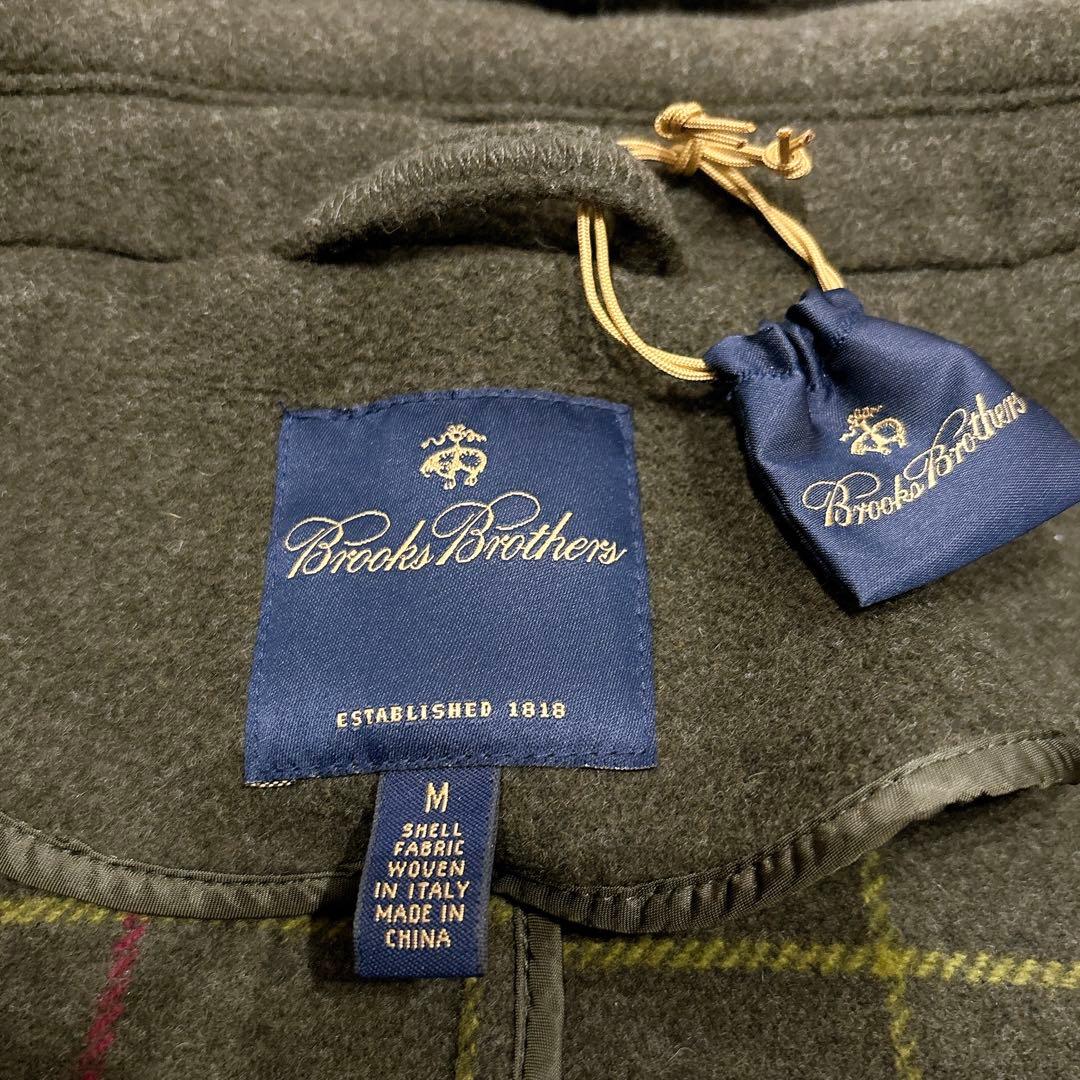 Brooks Brothers
Brooks Brothers
ESTABLISHED 1818
M
SHELL
FABRIC
WOVEN
IN ITALY
MADE IN
CHINA